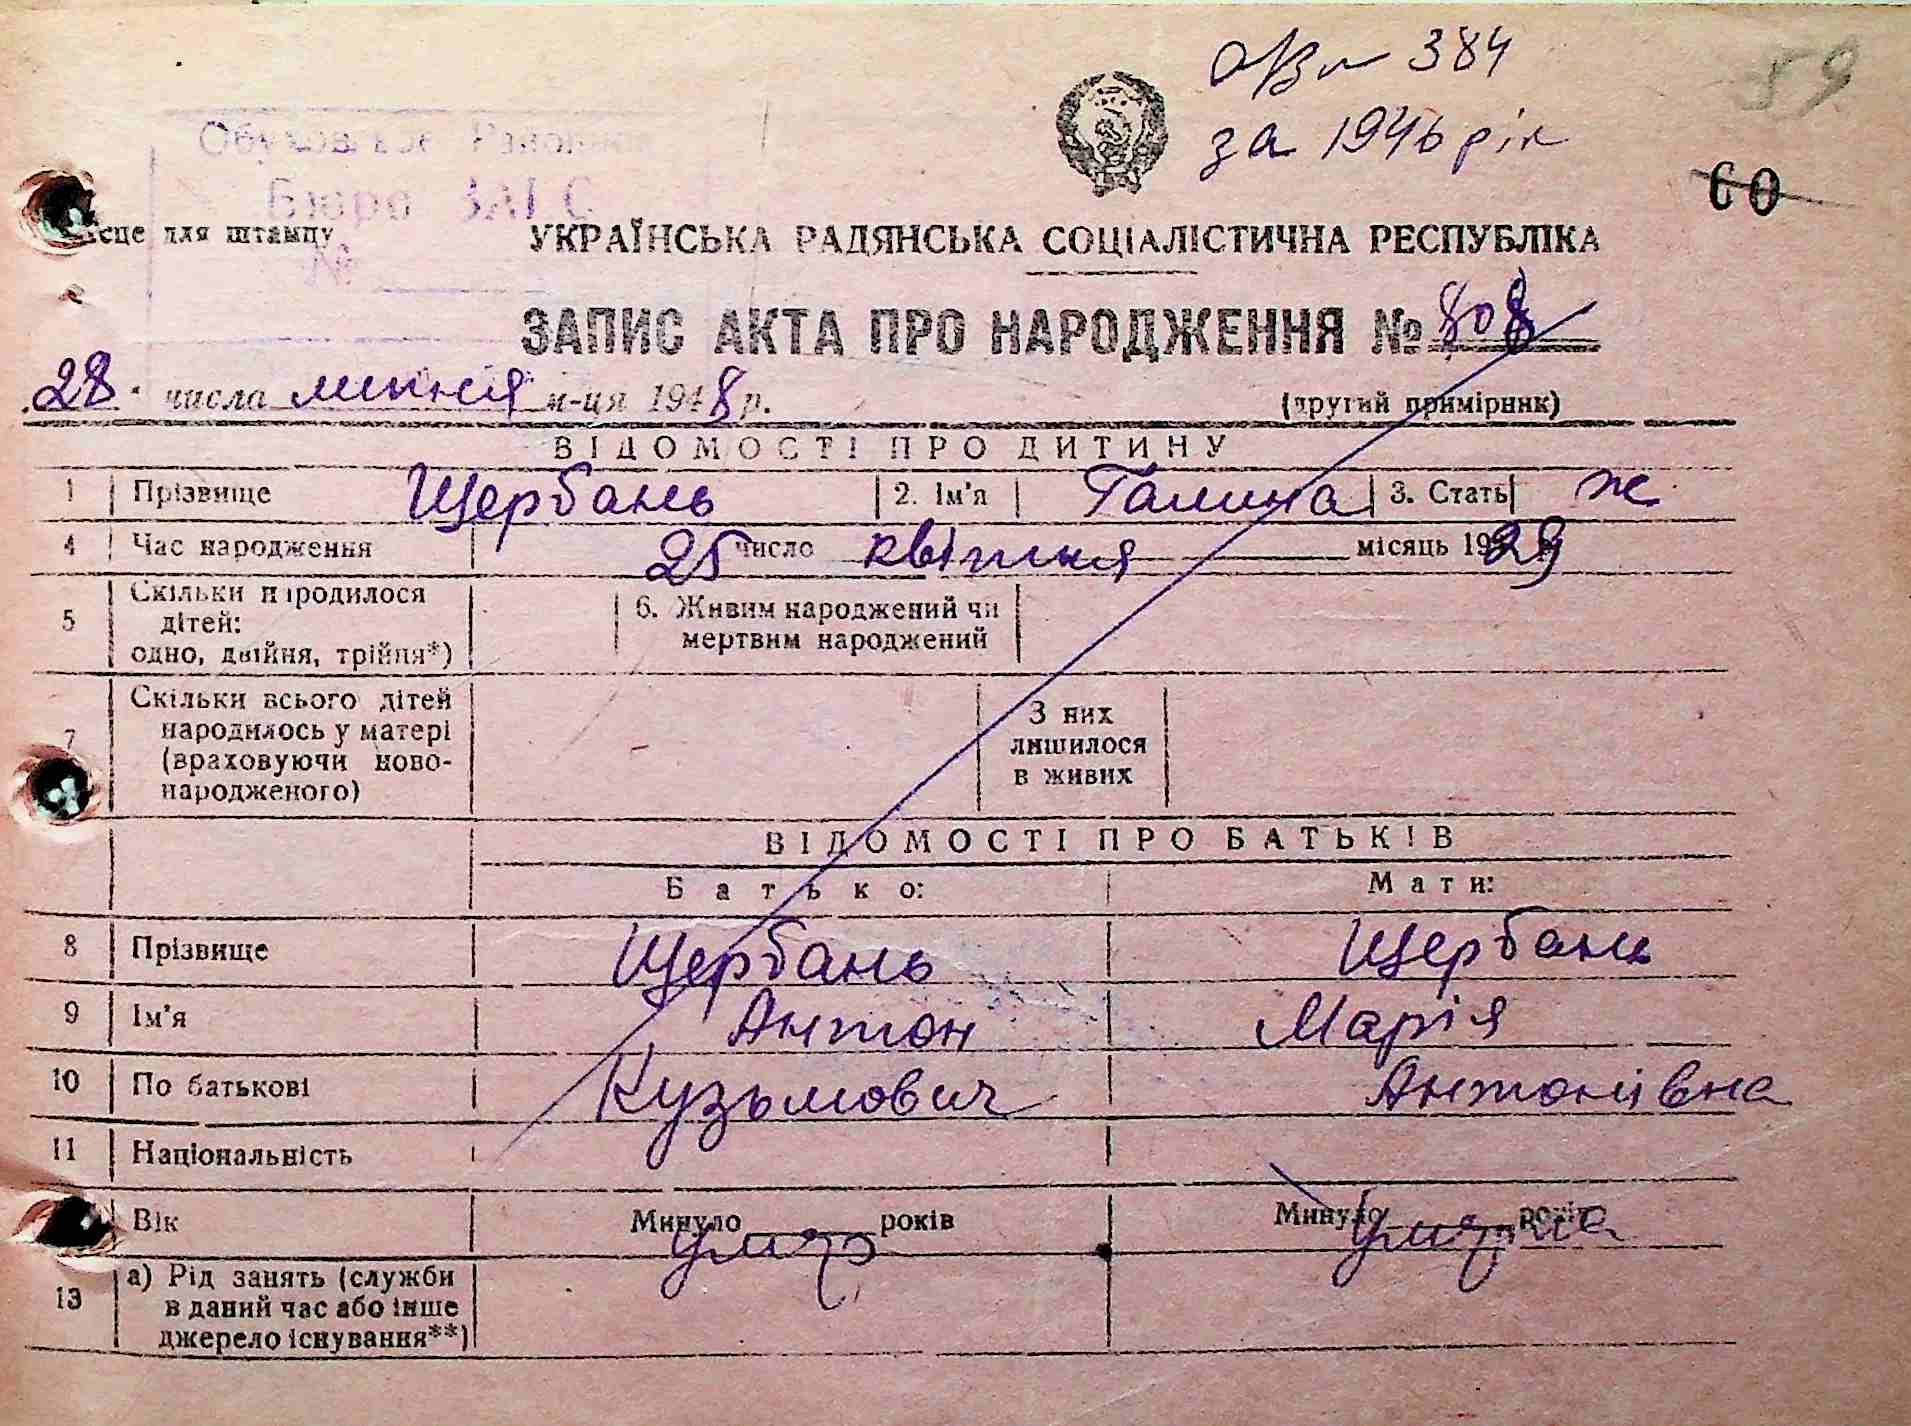 384
за 1946 рік
59
60
Обухівське Районне
Бюро ЗАГС
№
Місце для штампу
УКРАЇНСЬКА РАДЯНСЬКА СОЦІАЛІСТИЧНА РЕСПУБЛІКА
ЗАПИС АКТА ПРО НАРОДЖЕННЯ № 808
28 числа липня м-ця 1948 р.
(другий примірник)
ВІДОМОСТІ ПРО ДИТИНУ
1 Прізвище Щербань 2. Ім'я Галина 3. Стать ж
4 Час народження 25 число квітня місяць 1929
5 Скільки народилося
дітей:
одно, двійня, трійня*)
6. Живим народжений чи
мертвим народжений
7 Скільки всього дітей
народилось у матері
(враховуючи ново-
народженого)
З них
лишилося
в живих
ВІДОМОСТІ ПРО БАТЬКІВ
Батько: Мати:
8 Прізвище Щербань Щербань
9 Ім'я Антон Марія
10 По батькові Кузьмович Антонівна
11 Національність
Вік Минуло років Минуло років
умер умерла
13 а) Рід занять (служби
в даний час або інше
джерело існування**)